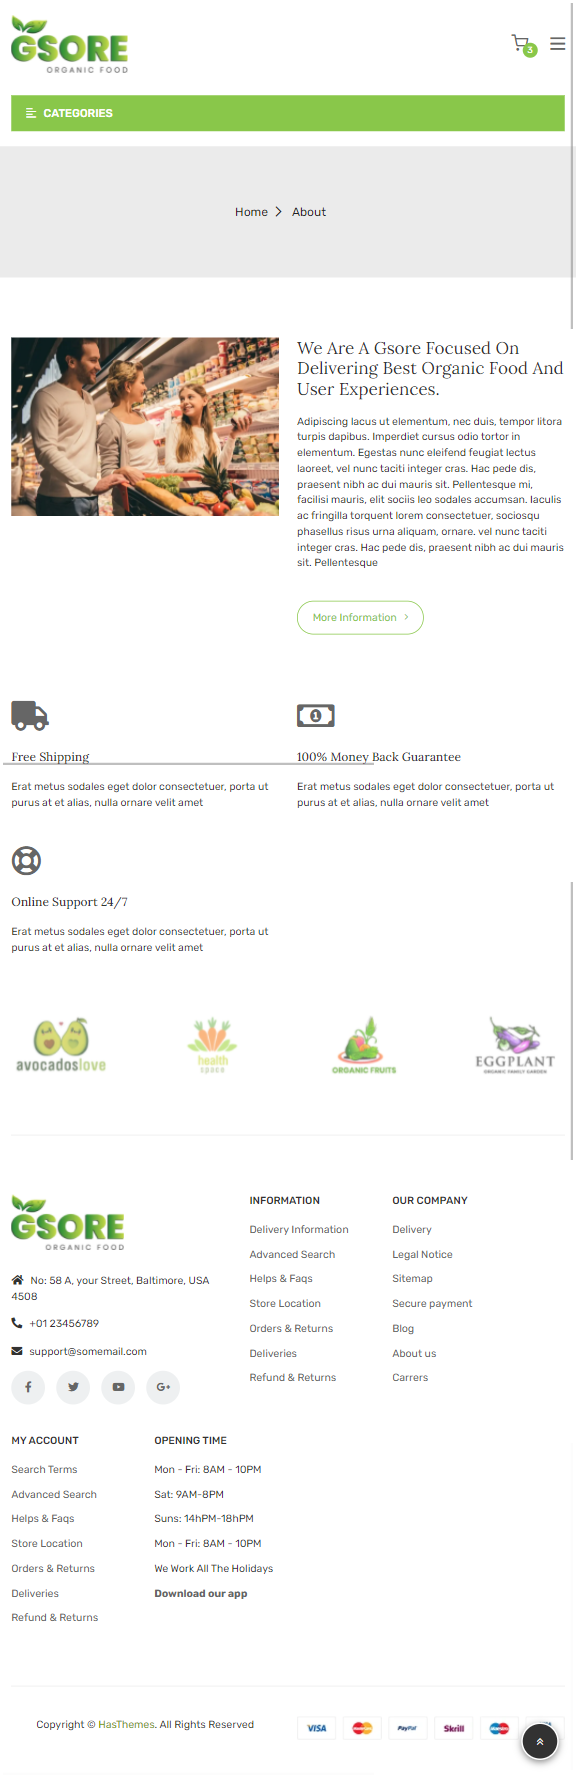 GSORE
ORGANIC FOOD
3
CATEGORIES
Home About
We Are A Gsore Focused On
Delivering Best Organic Food And
User Experiences.
Adipiscing lacus ut elementum, nec duis, tempor litora
turpis dapibus. Imperdiet cursus odio tortor in
elementum. Egestas nunc eleifend feugiat lectus
laoreet, vel nunc taciti integer cras. Hac pede dis,
praesent nibh ac dui mauris sit. Pellentesque mi,
facilisi mauris, elit sociis leo sodales accumsan. Iaculis
ac fringilla torquent lorem consectetuer, sociosqu
phasellus risus urna aliquam, ornare. vel nunc taciti
integer cras. Hac pede dis, praesent nibh ac dui mauris
sit. Pellentesque
More Information
Free Shipping
Erat metus sodales eget dolor consectetuer, porta ut
purus at et alias, nulla ornare velit amet
1
100% Money Back Guarantee
Erat metus sodales eget dolor consectetuer, porta ut
purus at et alias, nulla ornare velit amet
Online Support 24/7
Erat metus sodales eget dolor consectetuer, porta ut
purus at et alias, nulla ornare velit amet
avocadoslove
health
space
ORGANIC FRUITS
EGGPLANT
ORGANIC FAMILY GARDEN
GSORE
ORGANIC FOOD
No: 58 A, your Street, Baltimore, USA
4508
+01 23456789
support@somemail.com
G+
INFORMATION
Delivery Information
Advanced Search
Helps & Faqs
Store Location
Orders & Returns
Deliveries
Refund & Returns
OUR COMPANY
Delivery
Legal Notice
Sitemap
Secure payment
Blog
About us
Carrers
MY ACCOUNT
Search Terms
Advanced Search
Helps & Faqs
Store Location
Orders & Returns
Deliveries
Refund & Returns
OPENING TIME
Mon - Fri: 8AM - 10PM
Sat: 9AM-8PM
Suns: 14hPM-18hPM
Mon - Fri: 8AM - 10PM
We Work All The Holidays
Download our app
Copyright © HasThemes. All Rights Reserved
VISA
PayPal
Skrill